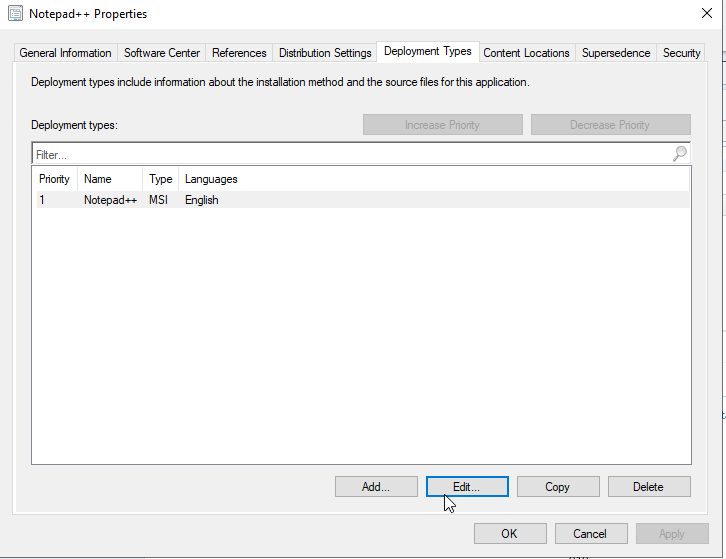 Notepad++ Properties
General Information Software Center References Distribution Settings Deployment Types Content Locations Supersedence Security
Deployment types include information about the installation method and the source files for this application.
Deployment types: Increase Priority Decrease Priority
Filter...
Priority Name Type Languages
1 Notepad++ MSI English
Add... Edit... Copy Delete
OK Cancel Apply